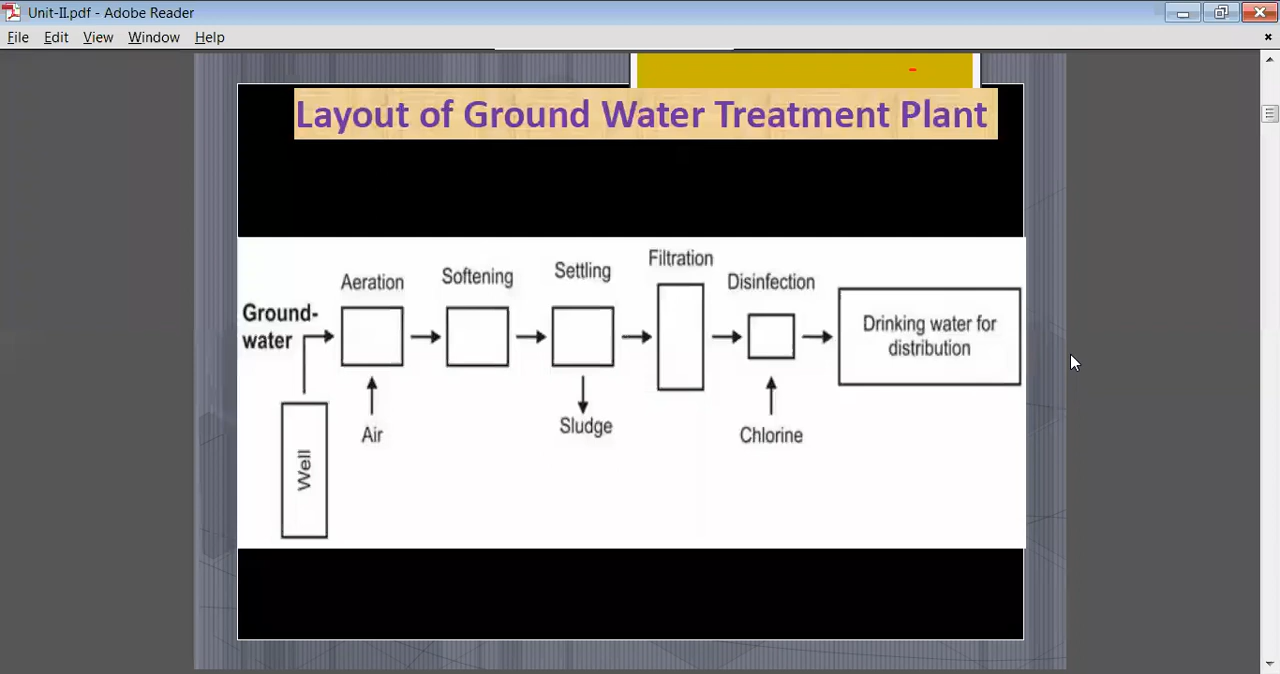 Unit-II.pdf - Adobe Reader
File Edit View Window Help
Layout of Ground Water Treatment Plant
Ground-
water
Well
Aeration
Air
Softening
Settling
Sludge
Filtration
Disinfection
Chlorine
Drinking water for
distribution